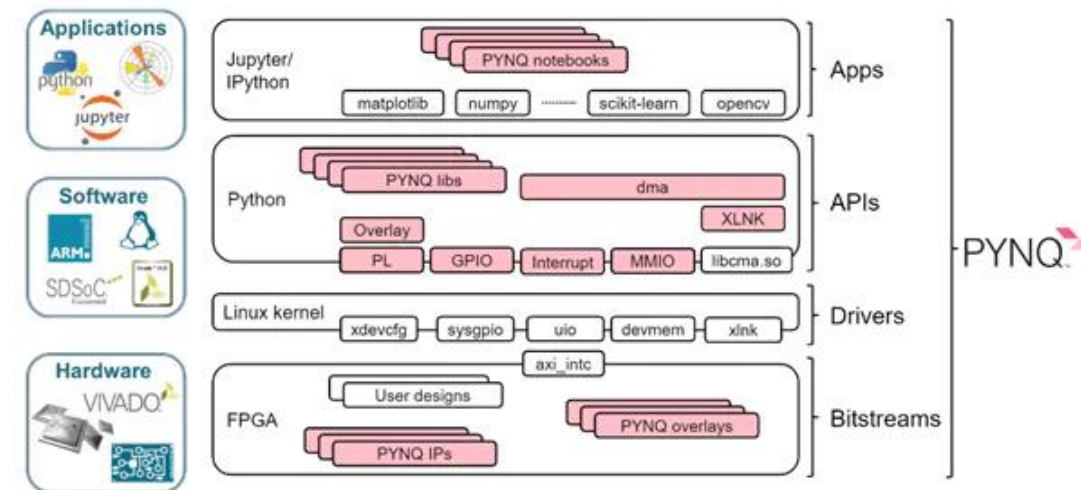 Applications
python
jupyter
Software
ARM
SDSoC
Hardware
VIVADO
Jupyter/
IPython
PYNQ notebooks
matplotlib
numpy
scikit-learn
opencv
Apps
Python
PYNQ libs
dma
XLNK
Overlay
PL
GPIO
Interrupt
MMIO
libcma.so
APIs
Linux kernel
xdevcfg
sysgpio
uio
devmem
xlnk
Drivers
axi_intc
FPGA
User designs
PYNQ overlays
PYNQ IPs
Bitstreams
PYNQ